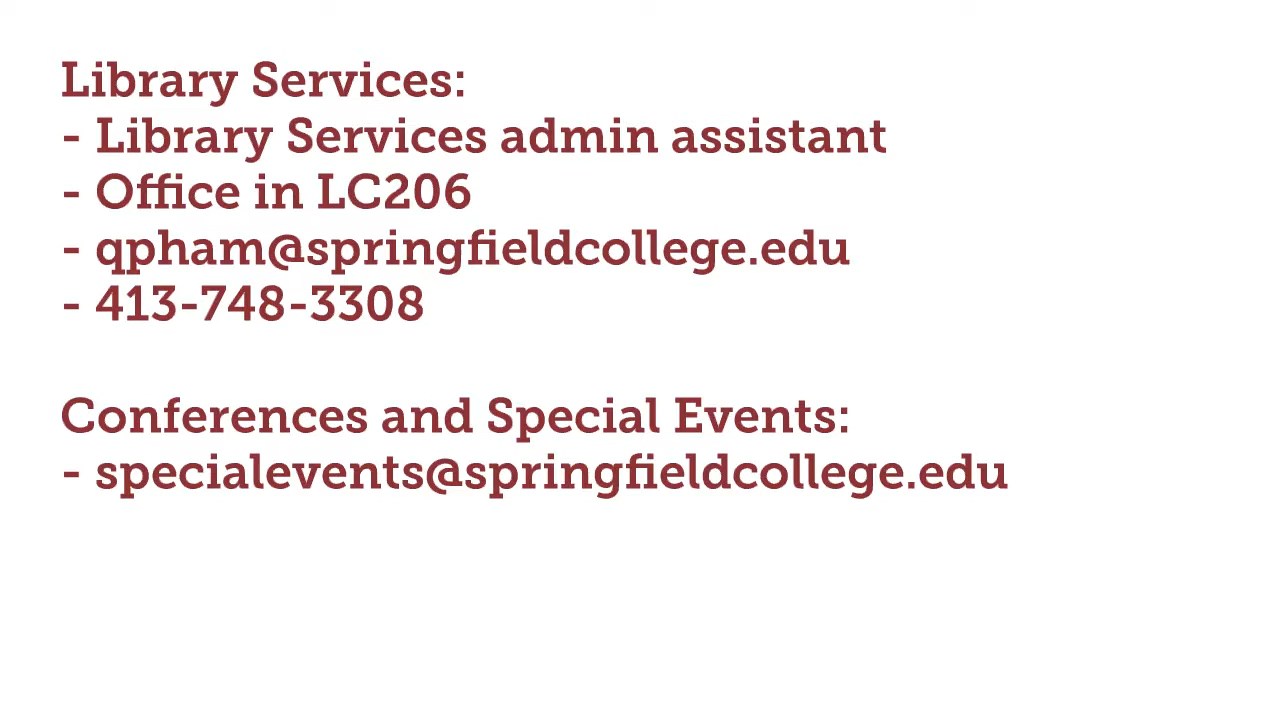 Library Services:
- Library Services admin assistant
- Office in LC206
- qpham@springfieldcollege.edu
- 413-748-3308
Conferences and Special Events:
- specialevents@springfieldcollege.edu